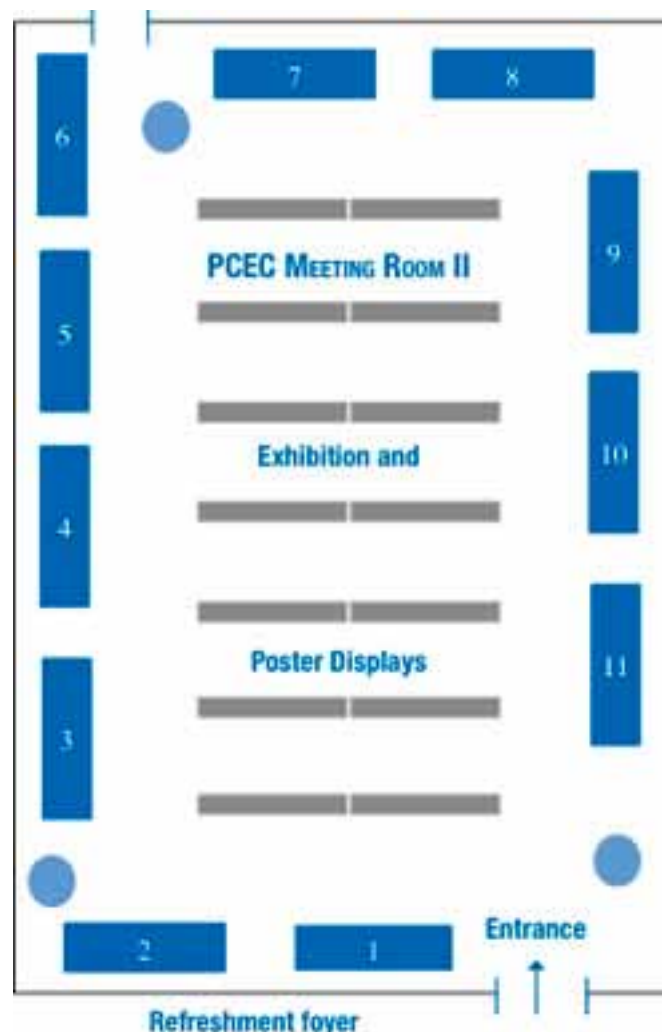 7 8
6
9
PCEC MEETING ROOM II
5
10
Exhibition and
4
11
Poster Displays
3
Entrance
2 1
Refreshment foyer